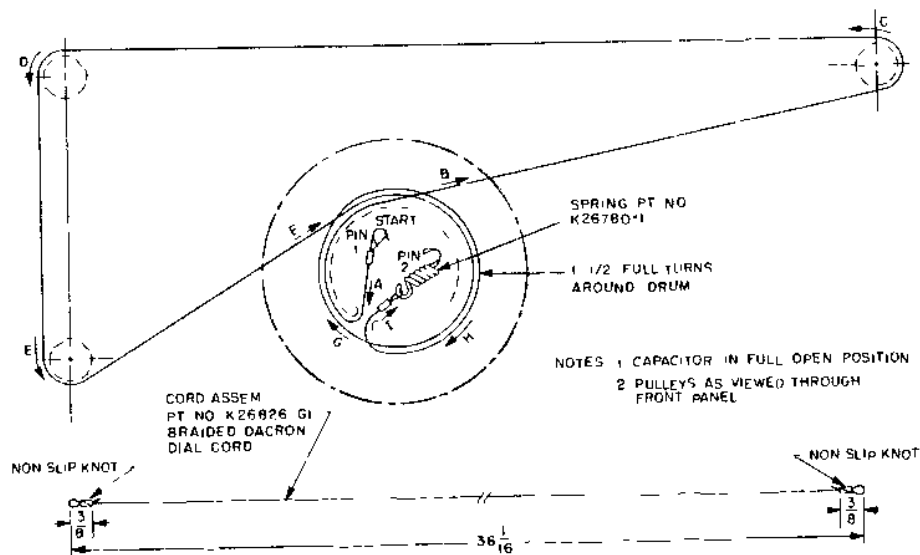 C
D
B
SPRING PT NO
K26780-1
E
START
PIN
1
PIN
2
A
1 1/2 FULL TURNS
AROUND DRUM
I
G
H
E
NOTES 1 CAPACITOR IN FULL OPEN POSITION
2 PULLEYS AS VIEWED THROUGH
FRONT PANEL
CORD ASSEM
PT NO K26826 G1
BRAIDED DACRON
DIAL CORD
NON SLIP KNOT
NON SLIP KNOT
3/8
3/8
36 1/16